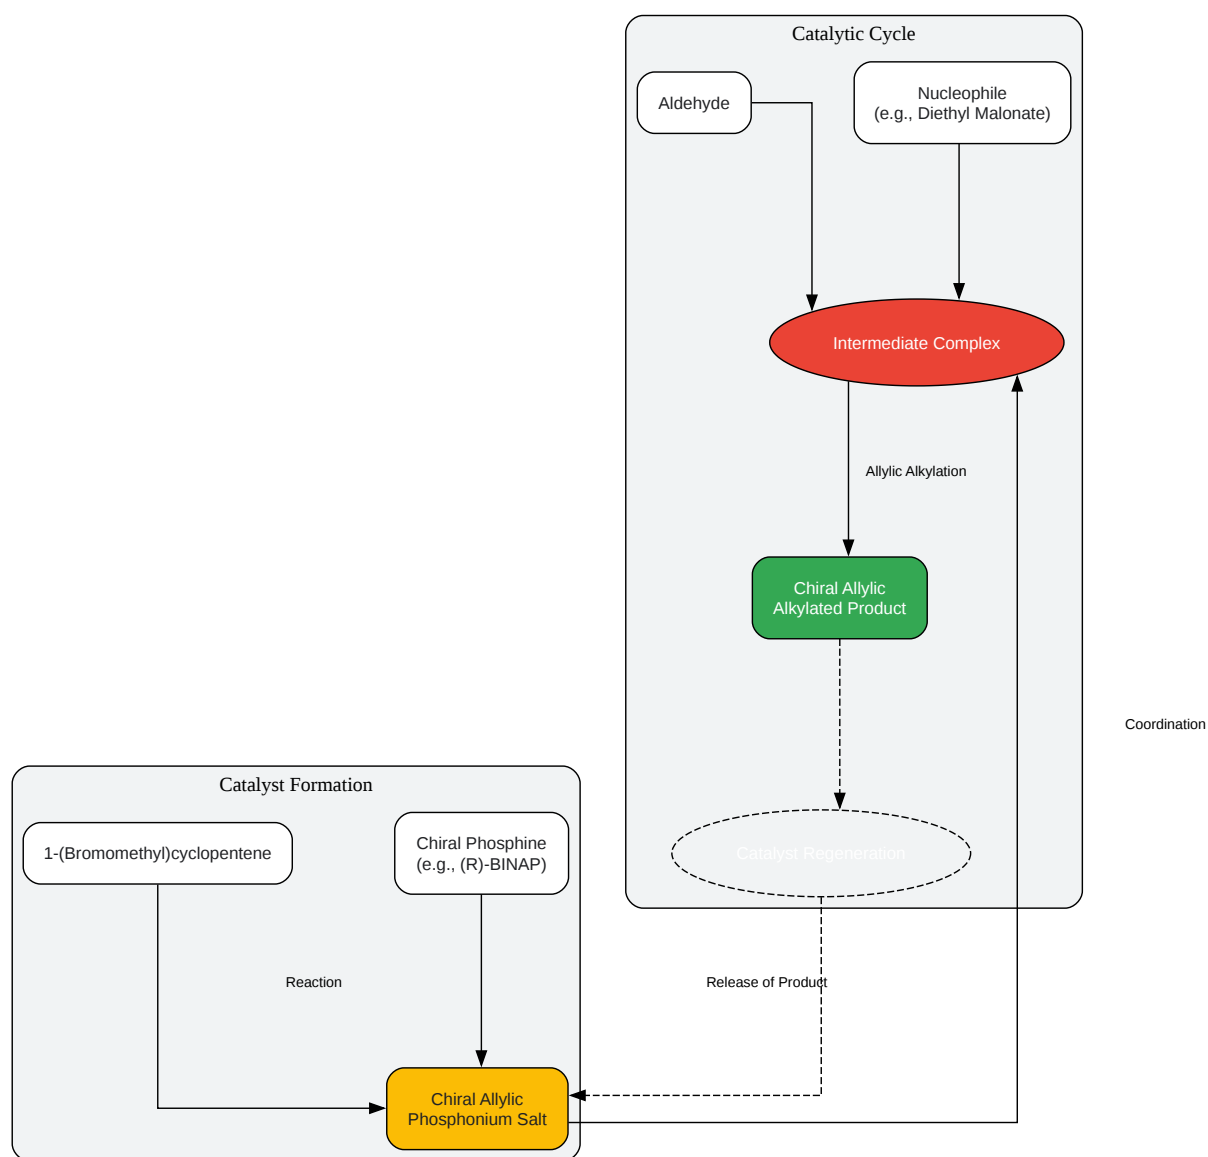 Catalytic Cycle
Aldehyde
Nucleophile
(e.g., Diethyl Malonate)
Intermediate Complex
Allylic Alkylation
Chiral Allylic
Alkylated Product
Coordination
Catalyst Regeneration
Catalyst Formation
1-(Bromomethyl)cyclopentene
Chiral Phosphine
(e.g., (R)-BINAP)
Reaction
Release of Product
Chiral Allylic
Phosphonium Salt